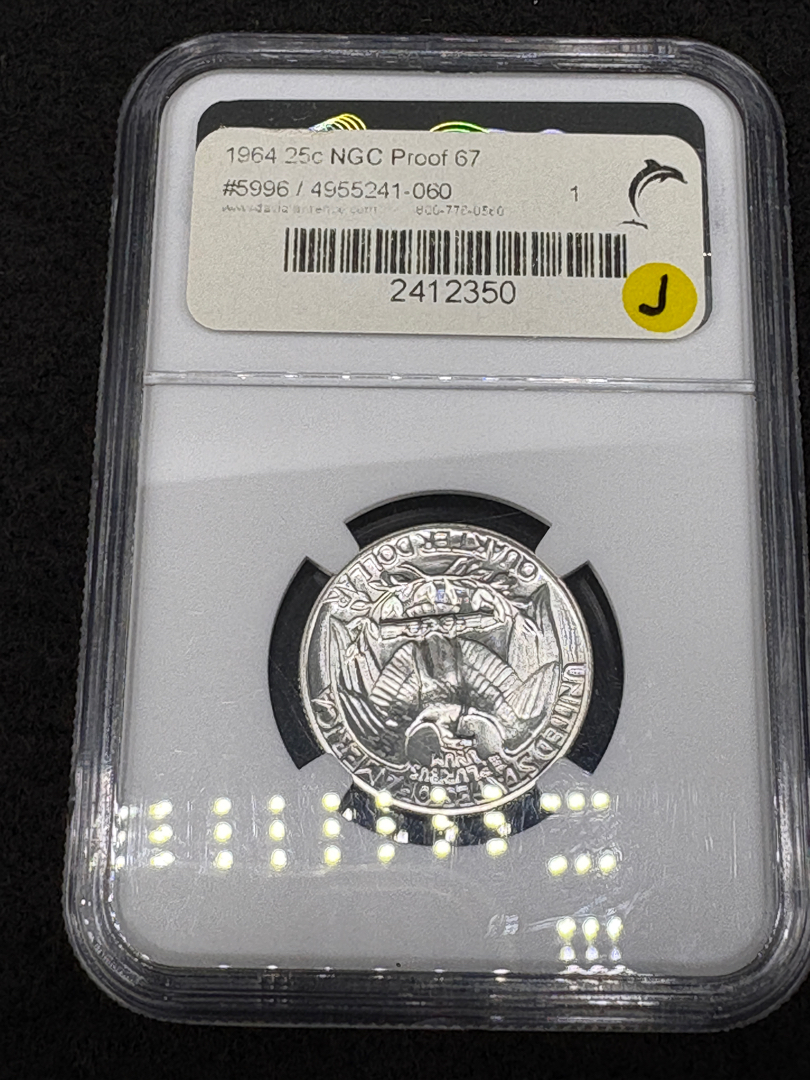 1964 25c NGC Proof 67
#5996 / 4955241-060 1
2412350
J
QUARTER DOLLAR
UNITED STATES OF AMERICA
E PLURIBUS
UNUM